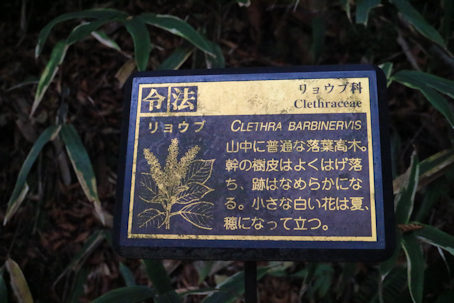 令法
リョウブ科
Clethraceae
リョウブ
CLETHRA BARBINERVIS
山中に普通な落葉高木。
幹の樹皮はよくはげ落
ち、跡はなめらかにな
る。小さな白い花は夏、
穂になって立つ。